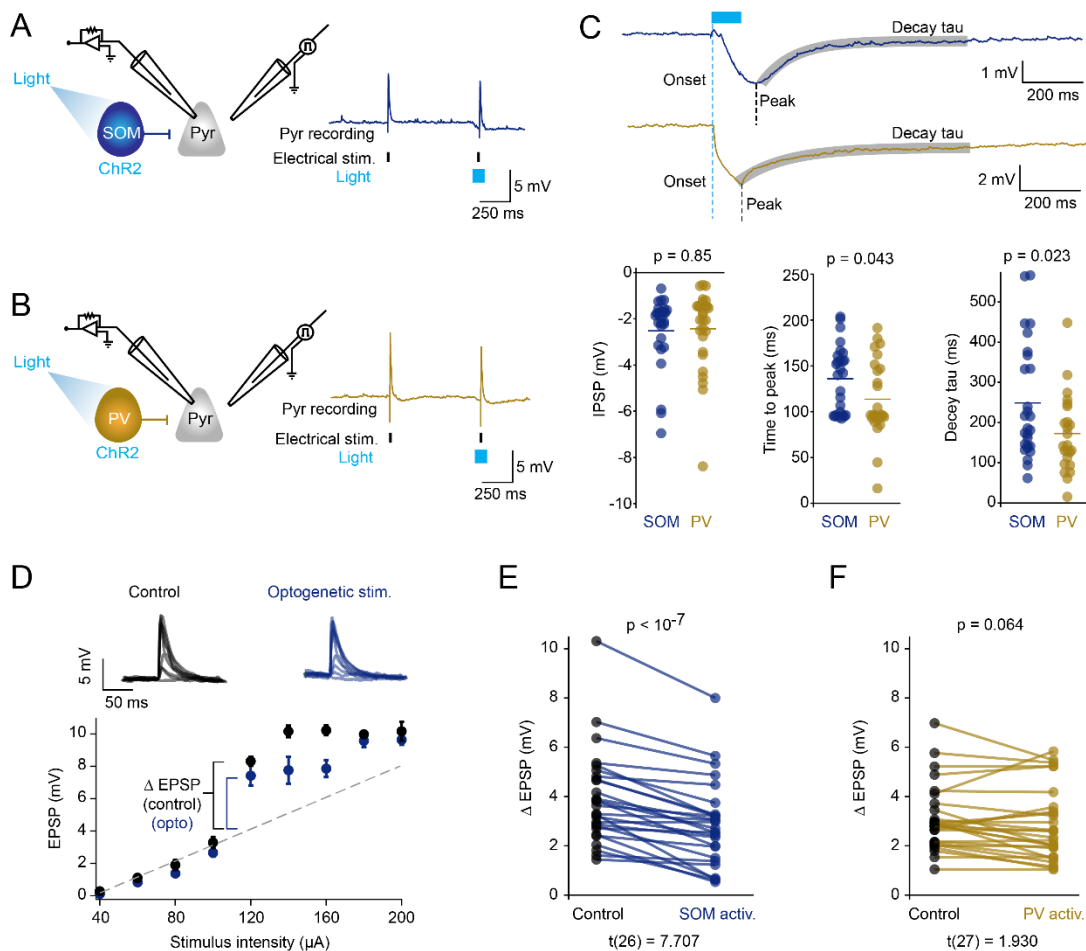 A
Light
SOM
Pyr
ChR2
Pyr recording
Electrical stim.
Light
5 mV
250 ms
B
Light
PV
Pyr
ChR2
Pyr recording
Electrical stim.
Light
5 mV
250 ms
C
Decay tau
Onset
Peak
1 mV
200 ms
Decay tau
Onset
Peak
2 mV
200 ms
p = 0.85
0
-2
-4
-6
-8
-10
IPSP (mV)
SOM
PV
p = 0.043
250
200
150
100
50
0
Time to peak (ms)
SOM
PV
p = 0.023
500
400
300
200
100
0
Decey tau (ms)
SOM
PV
D
Control
Optogenetic stim.
5 mV
50 ms
10
8
6
4
2
0
EPSP (mV)
Δ EPSP
(control)
(opto)
40
80
120
160
200
Stimulus intensity (µA)
E
p < 10⁻⁷
10
8
6
4
2
0
Δ EPSP (mV)
Control
SOM activ.
t(26) = 7.707
F
p = 0.064
10
8
6
4
2
0
Δ EPSP (mV)
Control
PV activ.
t(27) = 1.930